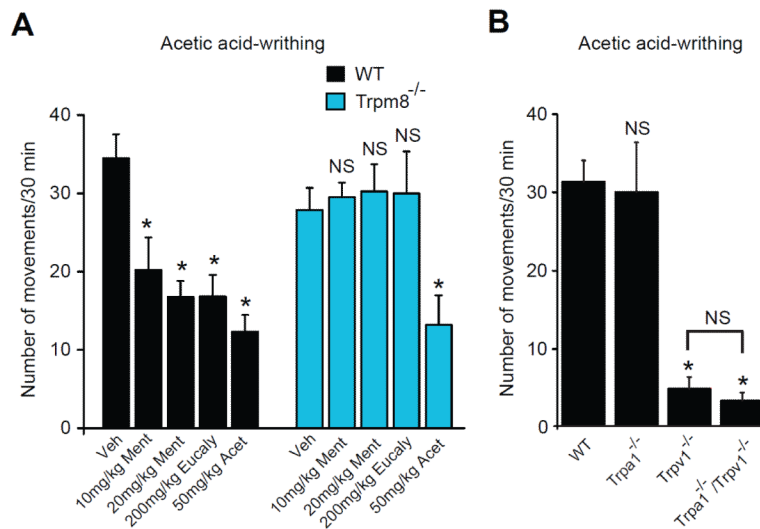 A
Acetic acid-writhing
WT
Trpm8-/-
Number of movements/30 min
40
30
20
10
0
*
*
*
*
NS
NS
NS
*
Veh
10mg/kg Ment
20mg/kg Ment
200mg/kg Eucaly
50mg/kg Acet
Veh
10mg/kg Ment
20mg/kg Ment
200mg/kg Eucaly
50mg/kg Acet
B
Acetic acid-writhing
Number of movements/30 min
40
30
20
10
0
NS
NS
*
*
WT
Trpa1-/-
Trpv1-/-
Trpa1-/-/Trpv1-/-